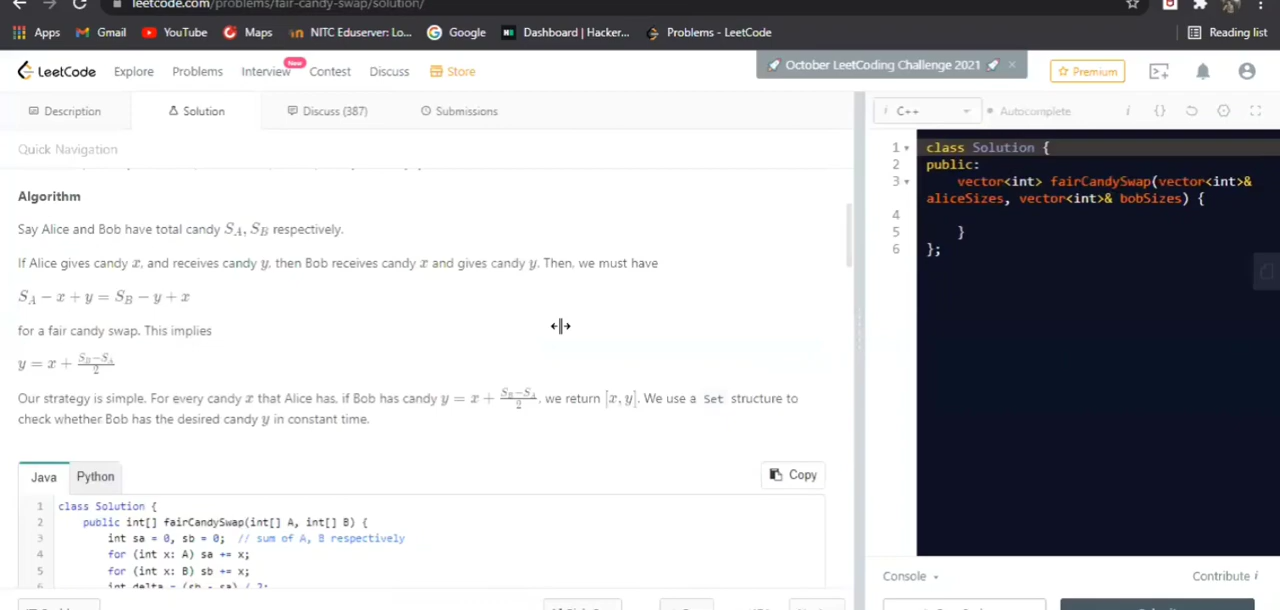 leetcode.com/problems/fair-candy-swap/solution/
Apps Gmail YouTube Maps NITC Eduserver: Lo... Google Dashboard | Hacker... Problems - LeetCode Reading list
LeetCode Explore Problems Interview New Contest Discuss Store October LeetCoding Challenge 2021 × Premium
Description Solution Discuss (387) Submissions
i C++ Autocomplete i {}
Quick Navigation
Algorithm
Say Alice and Bob have total candy S_A, S_B respectively.
If Alice gives candy x, and receives candy y, then Bob receives candy x and gives candy y. Then, we must have
S_A − x + y = S_B − y + x
for a fair candy swap. This implies
y = x + (S_B−S_A)/2
Our strategy is simple. For every candy x that Alice has, if Bob has candy y = x + (S_B−S_A)/2, we return [x, y]. We use a Set structure to
check whether Bob has the desired candy y in constant time.
Java Python Copy
1 class Solution {
2 public int[] fairCandySwap(int[] A, int[] B) {
3 int sa = 0, sb = 0; // sum of A, B respectively
4 for (int x: A) sa += x;
5 for (int x: B) sb += x;
6 int delta = (sb - sa) / 2;
1 class Solution {
2 public:
3 vector<int> fairCandySwap(vector<int>&
aliceSizes, vector<int>& bobSizes) {
4
5 }
6 };
Console Contribute i